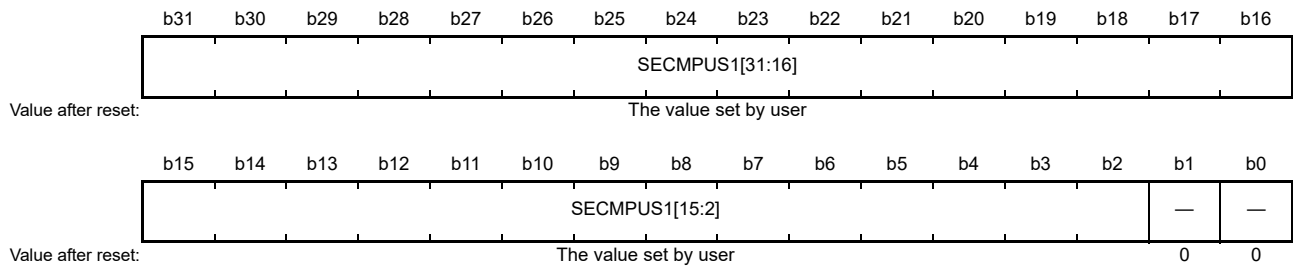 b31 b30 b29 b28 b27 b26 b25 b24 b23 b22 b21 b20 b19 b18 b17 b16
SECMPUS1[31:16]
Value after reset: The value set by user
b15 b14 b13 b12 b11 b10 b9 b8 b7 b6 b5 b4 b3 b2 b1 b0
SECMPUS1[15:2] — —
Value after reset: The value set by user 0 0